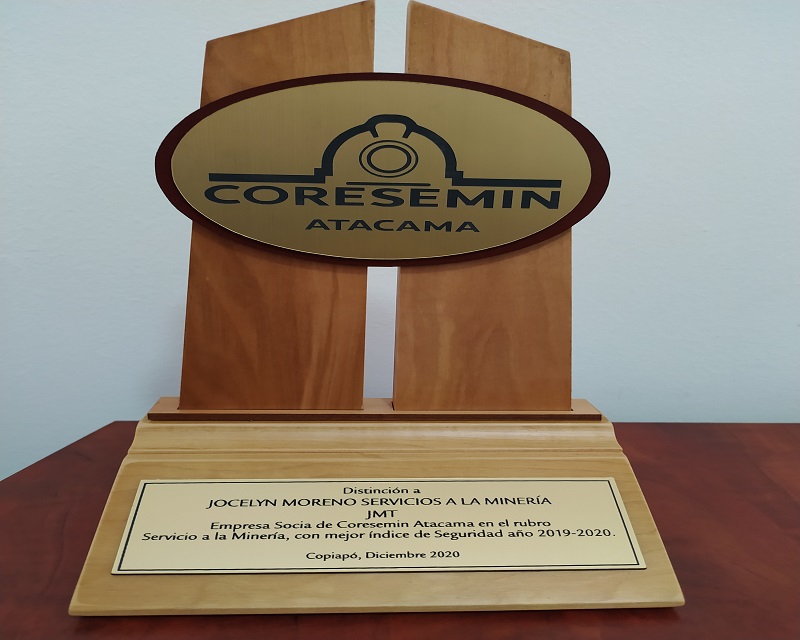 CORESEMIN
ATACAMA
Distinción a
JOCELYN MORENO SERVICIOS A LA MINERÍA
JMT
Empresa Socia de Coresemin Atacama en el rubro
Servicio a la Minería, con mejor índice de Seguridad año 2019-2020.
Copiapó, Diciembre 2020